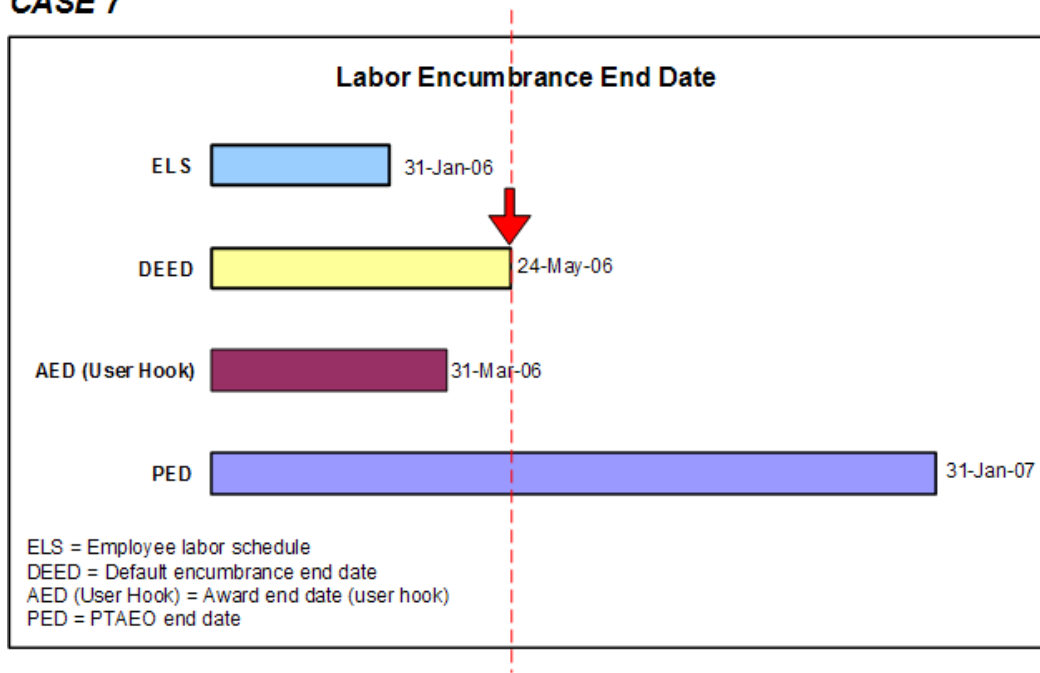 CASE 7
Labor Encumbrance End Date
ELS 31-Jan-06
DEED 24-May-06
AED (User Hook) 31-Mar-06
PED 31-Jan-07
ELS = Employee labor schedule
DEED = Default encumbrance end date
AED (User Hook) = Award end date (user hook)
PED = PTAEO end date